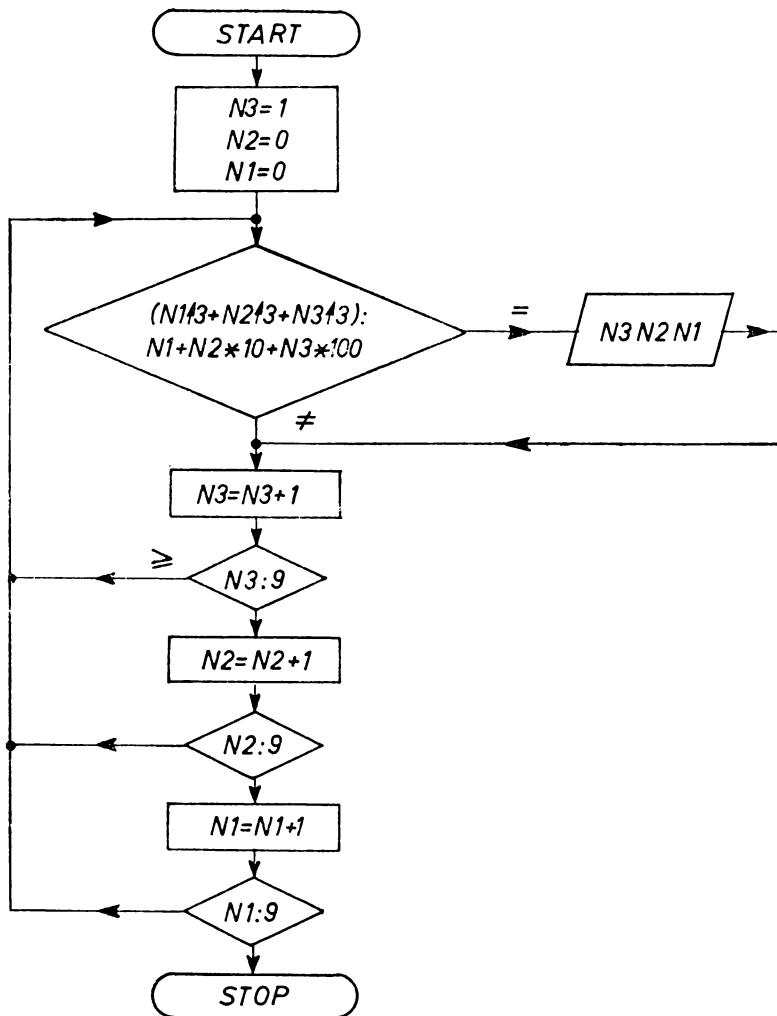 START
N3=1
N2=0
N1=0
(N1↑3+N2↑3+N3↑3):
N1+N2*10+N3*100
=
N3 N2 N1
≠
N3=N3+1
⩾
N3:9
N2=N2+1
N2:9
N1=N1+1
N1:9
STOP